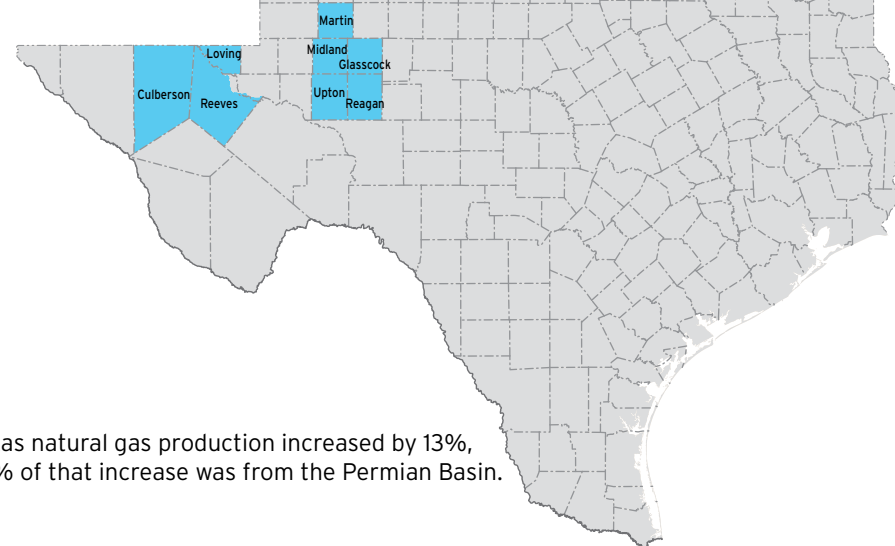 Martin
Midland
Loving
Glasscock
Culberson
Upton
Reeves
Reagan
as natural gas production increased by 13%,
% of that increase was from the Permian Basin.